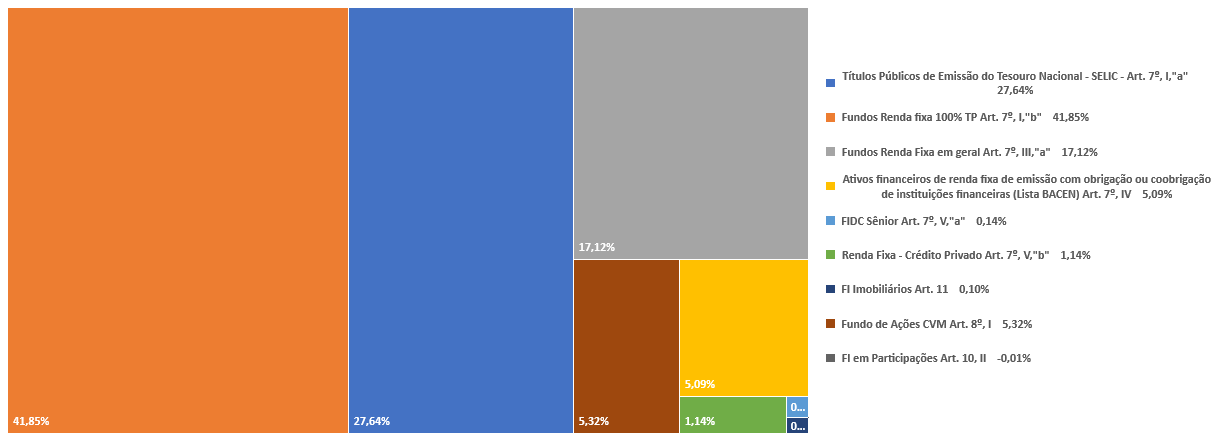 17,12%
5,09%
0...
41,85%
27,64%
5,32%
1,14%
0...
Títulos Públicos de Emissão do Tesouro Nacional - SELIC - Art. 7º, I,"a"
27,64%
Fundos Renda fixa 100% TP Art. 7º, I,"b" 41,85%
Fundos Renda Fixa em geral Art. 7º, III,"a" 17,12%
Ativos financeiros de renda fixa de emissão com obrigação ou coobrigação
de instituições financeiras (Lista BACEN) Art. 7º, IV 5,09%
FIDC Sênior Art. 7º, V,"a" 0,14%
Renda Fixa - Crédito Privado Art. 7º, V,"b" 1,14%
FI Imobiliários Art. 11 0,10%
Fundo de Ações CVM Art. 8º, I 5,32%
FI em Participações Art. 10, II -0,01%